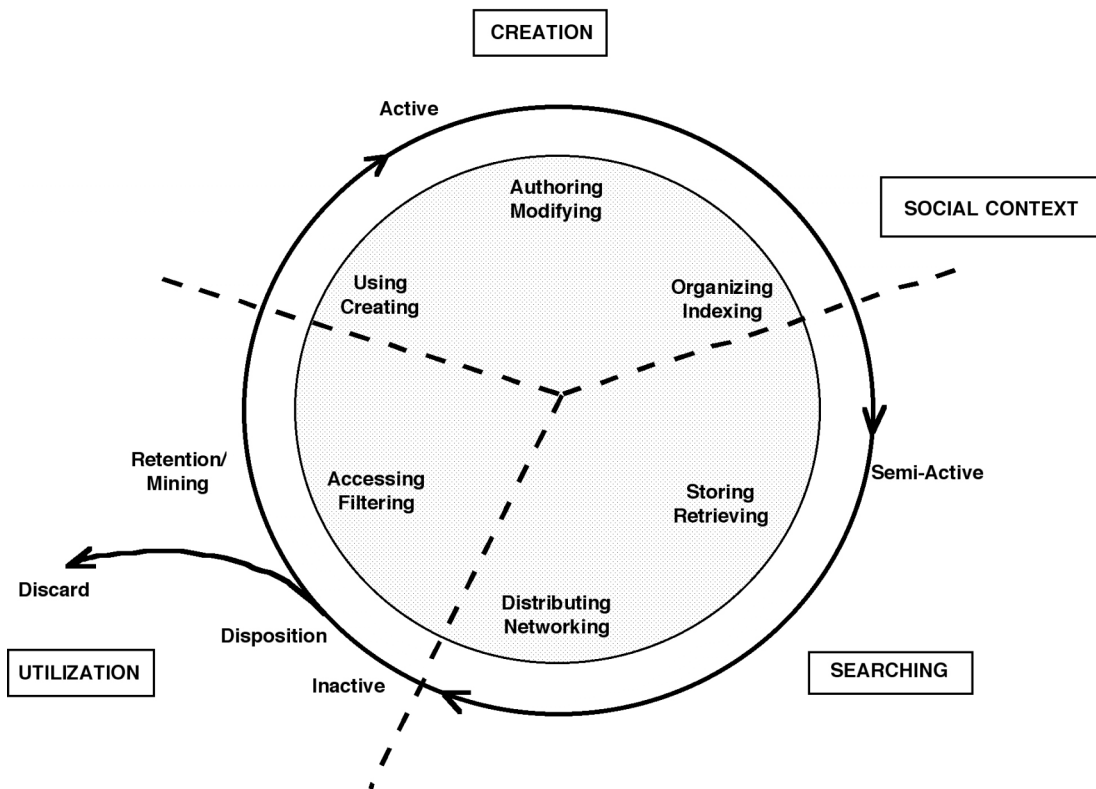 CREATION
Active
Authoring
Modifying
SOCIAL CONTEXT
Using
Creating
Organizing
Indexing
Retention/
Mining
Accessing
Filtering
Storing
Retrieving
Semi-Active
Discard
Distributing
Networking
Disposition
UTILIZATION
Inactive
SEARCHING